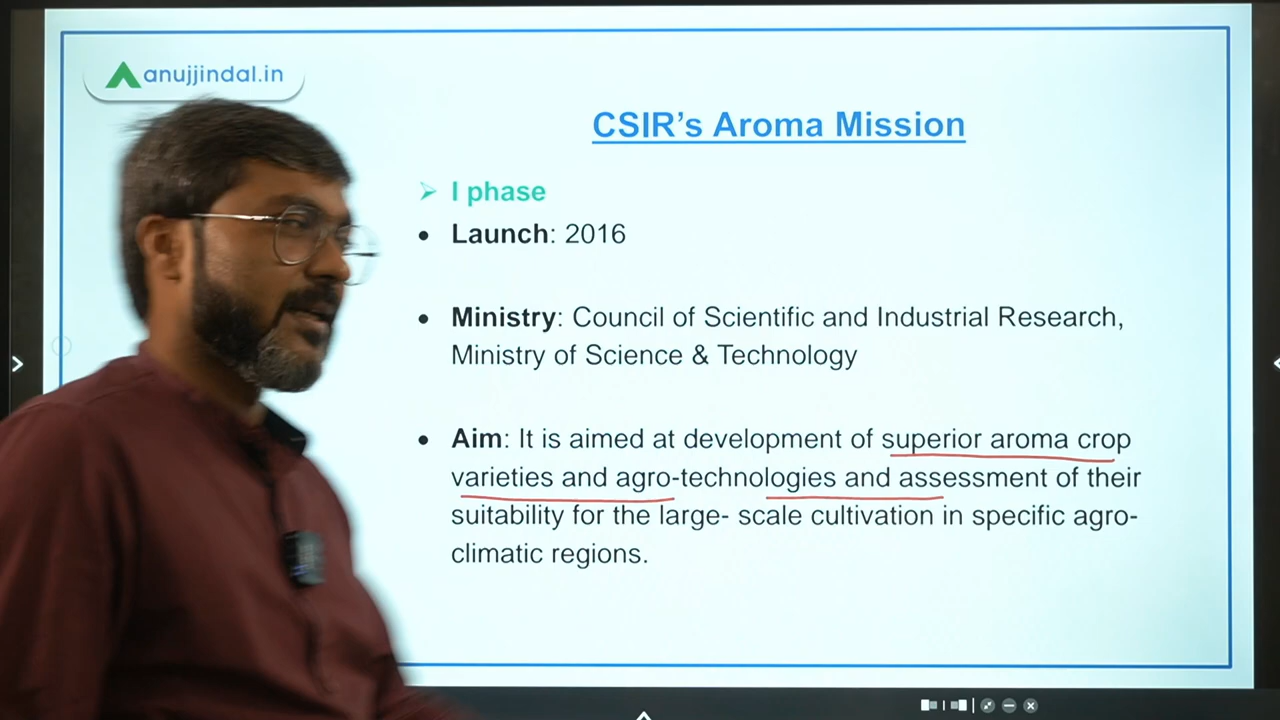 anujjindal.in
CSIR’s Aroma Mission
I phase
Launch: 2016
Ministry: Council of Scientific and Industrial Research,
Ministry of Science & Technology
Aim: It is aimed at development of superior aroma crop
varieties and agro-technologies and assessment of their
suitability for the large- scale cultivation in specific agro-
climatic regions.